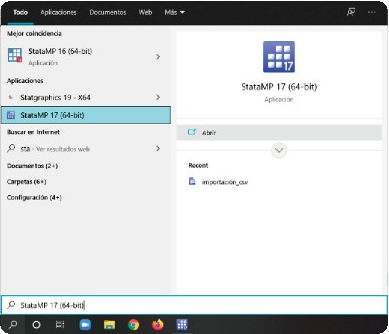 Todo Aplicaciones Documentos Web Más
Mejor coincidencia
StataMP 16 (64-bit)
Aplicación
Aplicaciones
Statgraphics 19 - X64
StataMP 17 (64-bit)
Buscar en Internet
sta - Ver resultados web
Documentos (2+)
Carpetas (6+)
Configuración (4+)
17
StataMP 17 (64-bit)
Aplicación
Abrir
Recent
importación_csv
StataMP 17 (64-bit)